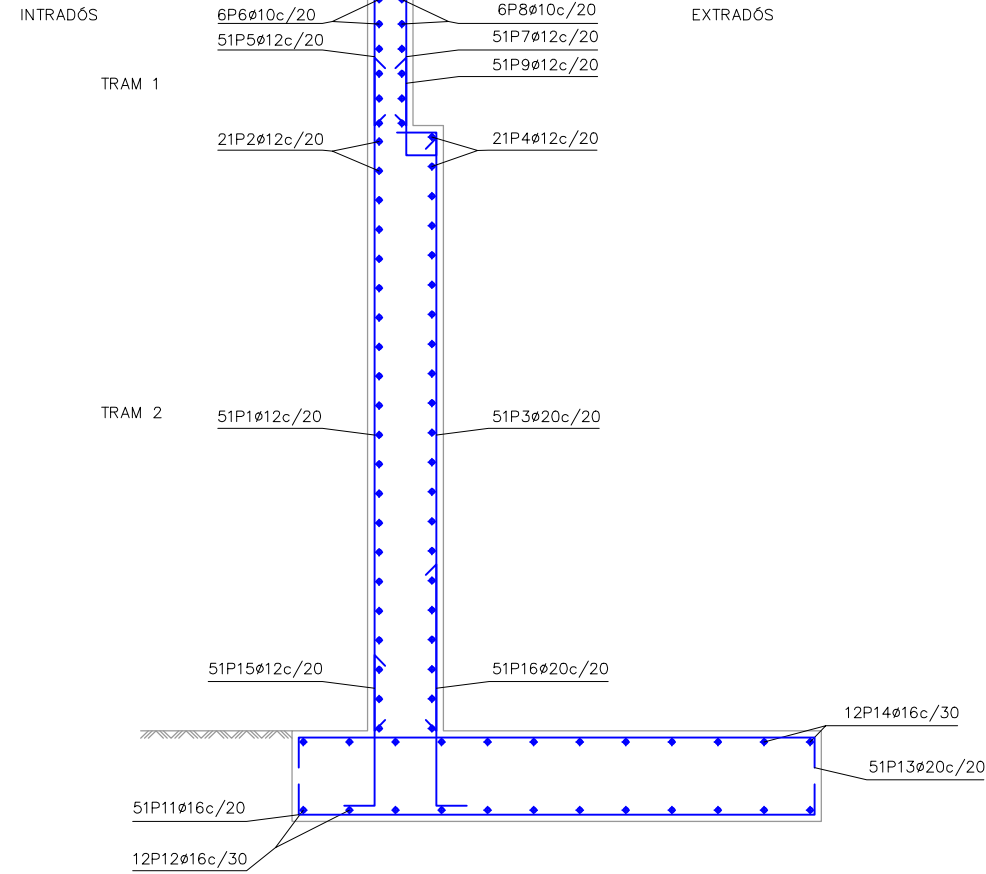 INTRADÓS
6P6ø10c/20
6P8ø10c/20
EXTRADÓS
51P5ø12c/20
51P7ø12c/20
51P9ø12c/20
TRAM 1
21P2ø12c/20
21P4ø12c/20
TRAM 2
51P1ø12c/20
51P3ø20c/20
51P15ø12c/20
51P16ø20c/20
12P14ø16c/30
51P13ø20c/20
51P11ø16c/20
12P12ø16c/30